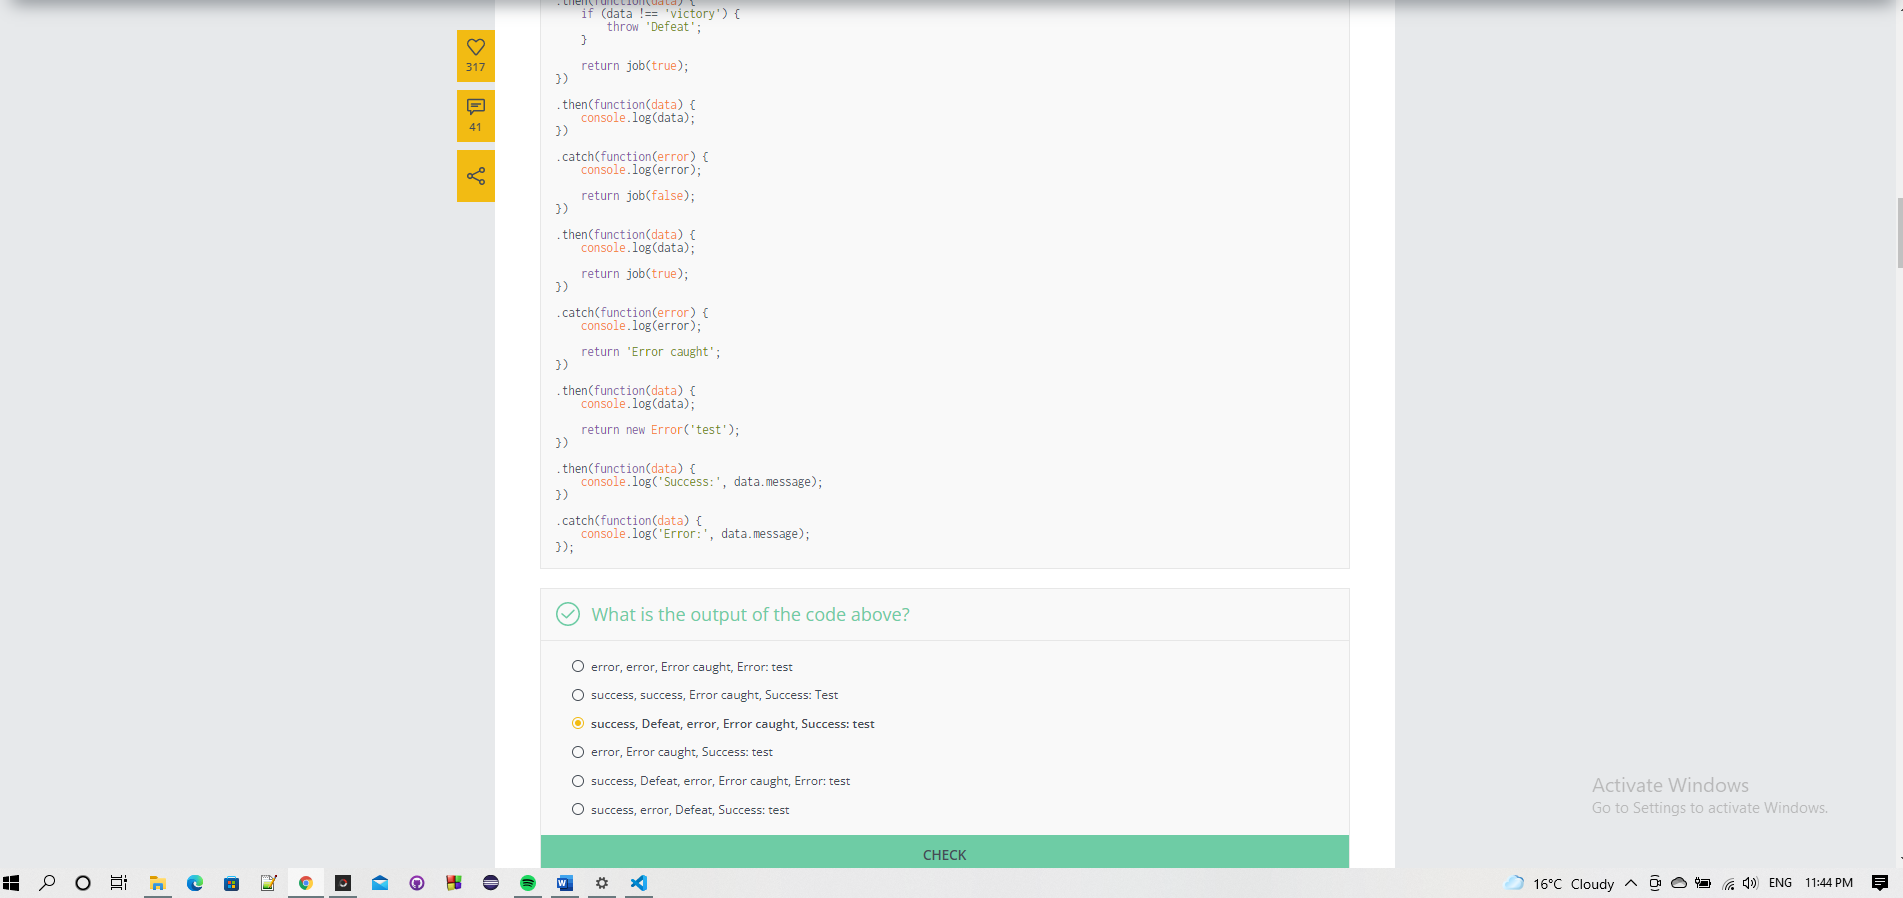 .then(function(data) {
if (data !== 'victory') {
throw 'Defeat';
}
return job(true);
})
.then(function(data) {
console.log(data);
})
.catch(function(error) {
console.log(error);
return job(false);
})
.then(function(data) {
console.log(data);
return job(true);
})
.catch(function(error) {
console.log(error);
return 'Error caught';
})
.then(function(data) {
console.log(data);
return new Error('test');
})
.then(function(data) {
console.log('Success:', data.message);
})
.catch(function(data) {
console.log('Error:', data.message);
});
317
41
What is the output of the code above?
error, error, Error caught, Error: test
success, success, Error caught, Success: Test
success, Defeat, error, Error caught, Success: test
error, Error caught, Success: test
success, Defeat, error, Error caught, Error: test
success, error, Defeat, Success: test
CHECK
Activate Windows
Go to Settings to activate Windows.
16°C Cloudy
ENG
11:44 PM